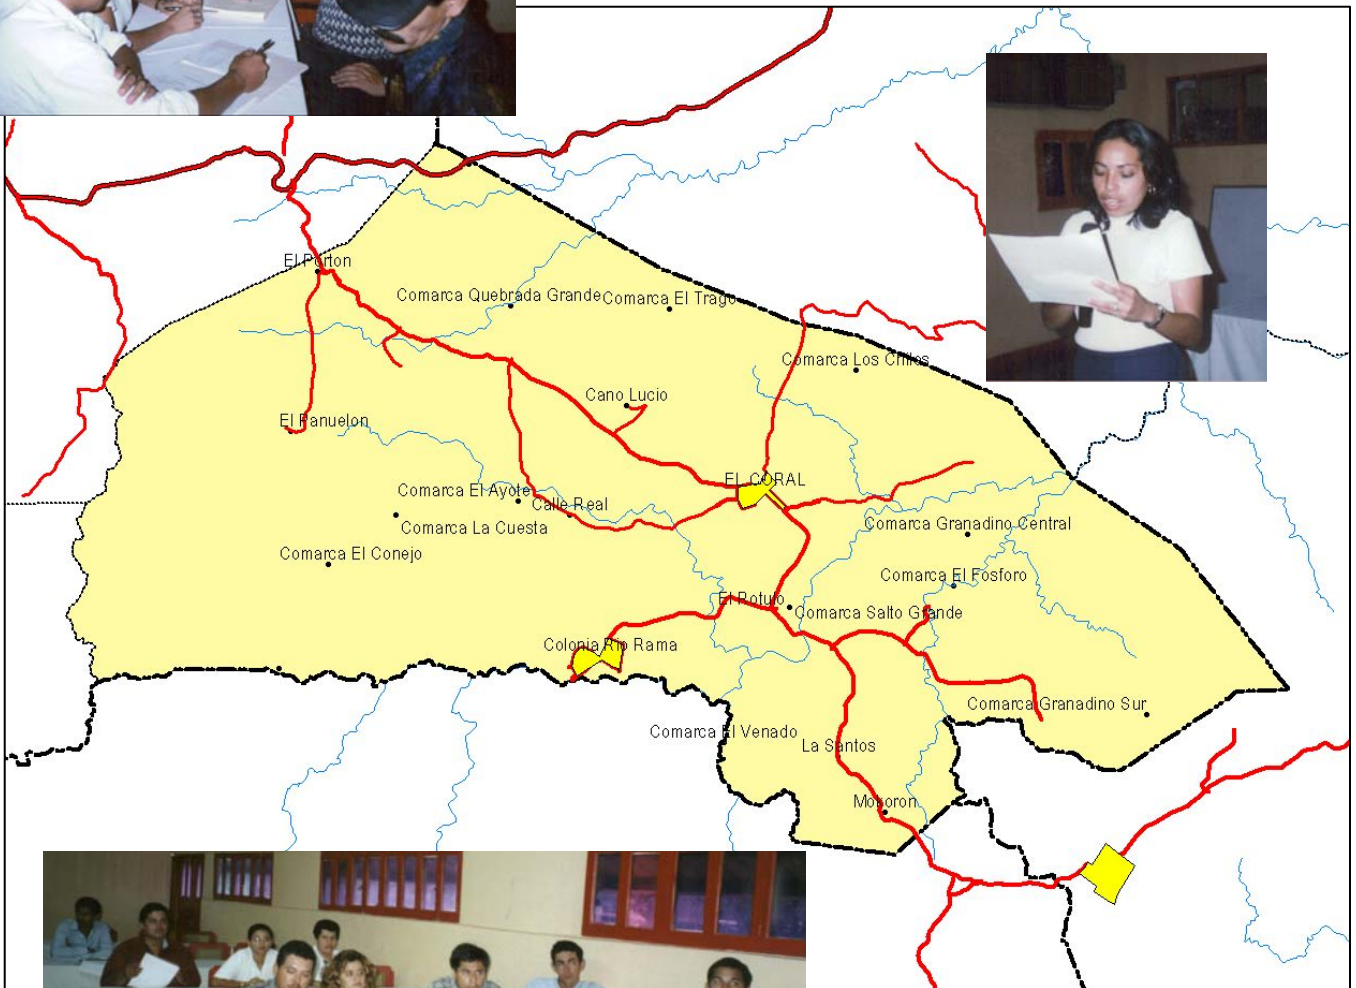 El Porton
Comarca Quebrada Grande
Comarca El Trago
Comarca Los Chiles
Cano Lucio
El Panuelon
EL CORAL
Comarca El Ayote
Calle Real
Comarca La Cuesta
Comarca Granadino Central
Comarca El Conejo
Comarca El Fosforo
El Rotulo
Comarca Salto Grande
Colonia Rio Rama
Comarca Granadino Sur
Comarca El Venado
La Santos
Mokoron